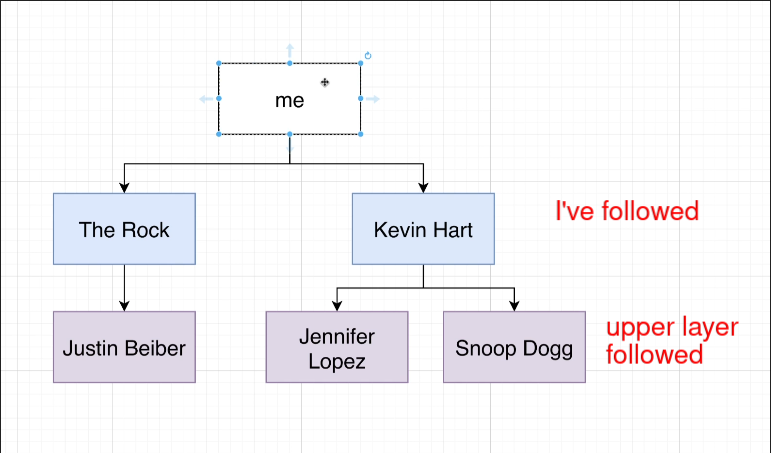 me
The Rock
Kevin Hart
I've followed
Justin Beiber
Jennifer
Lopez
Snoop Dogg
upper layer
followed